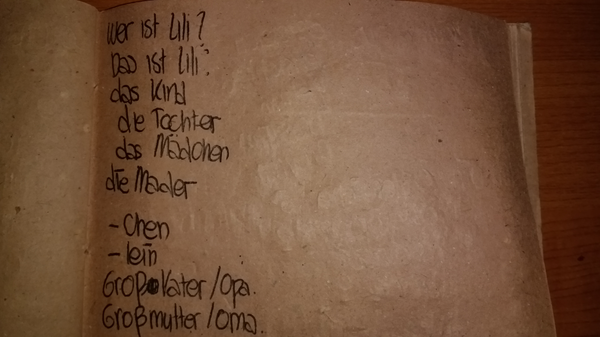 Wer ist Lili?
Das ist Lili:
das Kind
die Tochter
das Mädchen
die Mader
- Chen
- lein
GroßVater / Opa.
Großmutter / Oma.